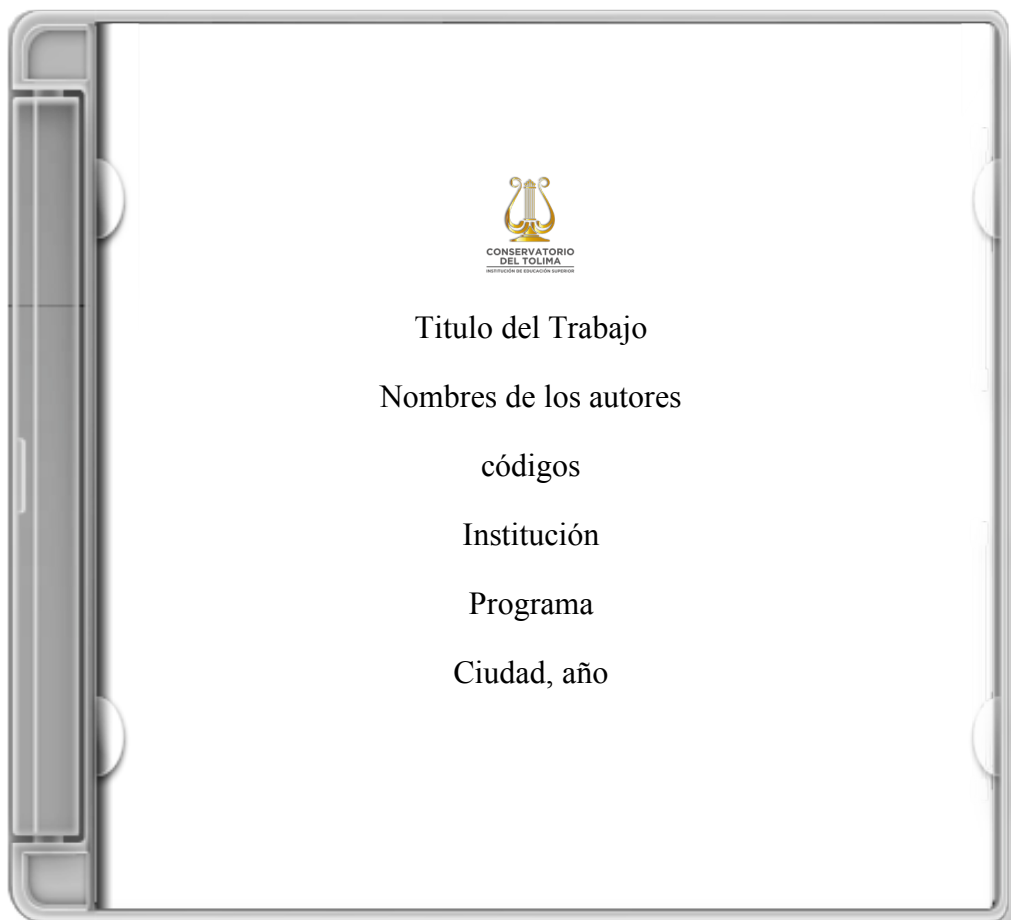 CONSERVATORIO
DEL TOLIMA
INSTITUCIÓN DE EDUCACIÓN SUPERIOR
Titulo del Trabajo
Nombres de los autores
códigos
Institución
Programa
Ciudad, año